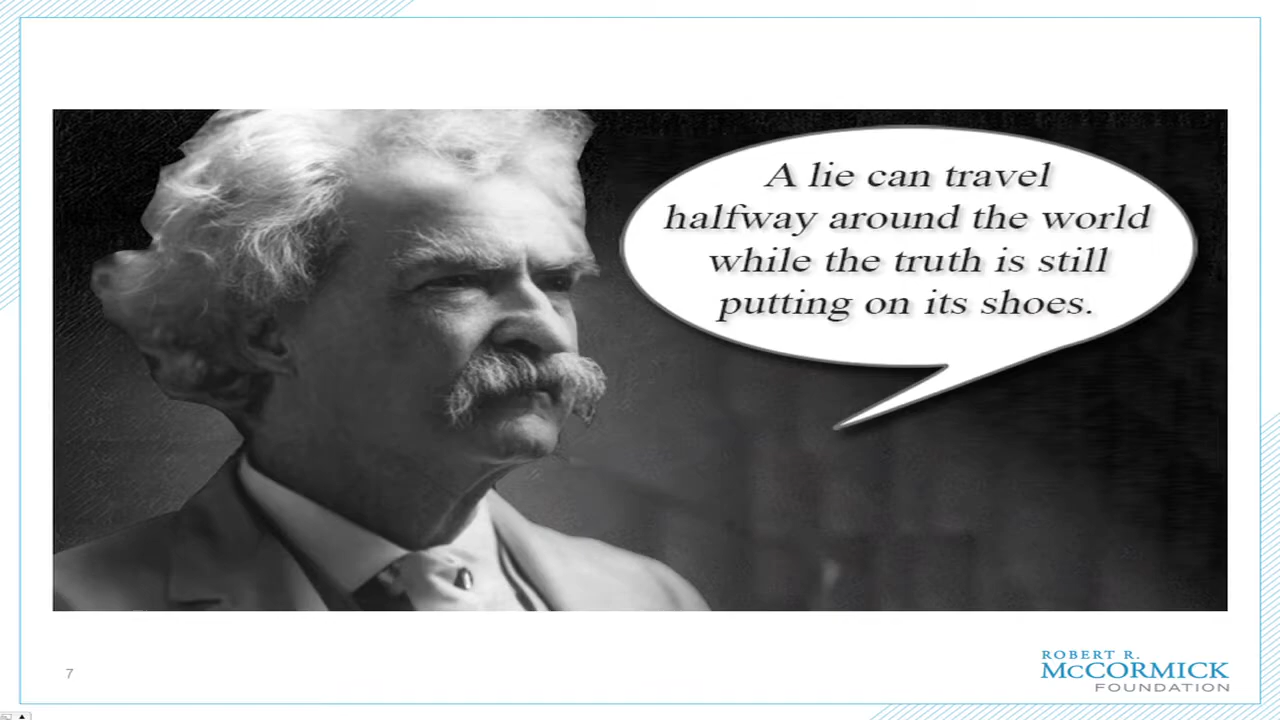 A lie can travel
halfway around the world
while the truth is still
putting on its shoes.
7
ROBERT R.
McCORMICK
FOUNDATION